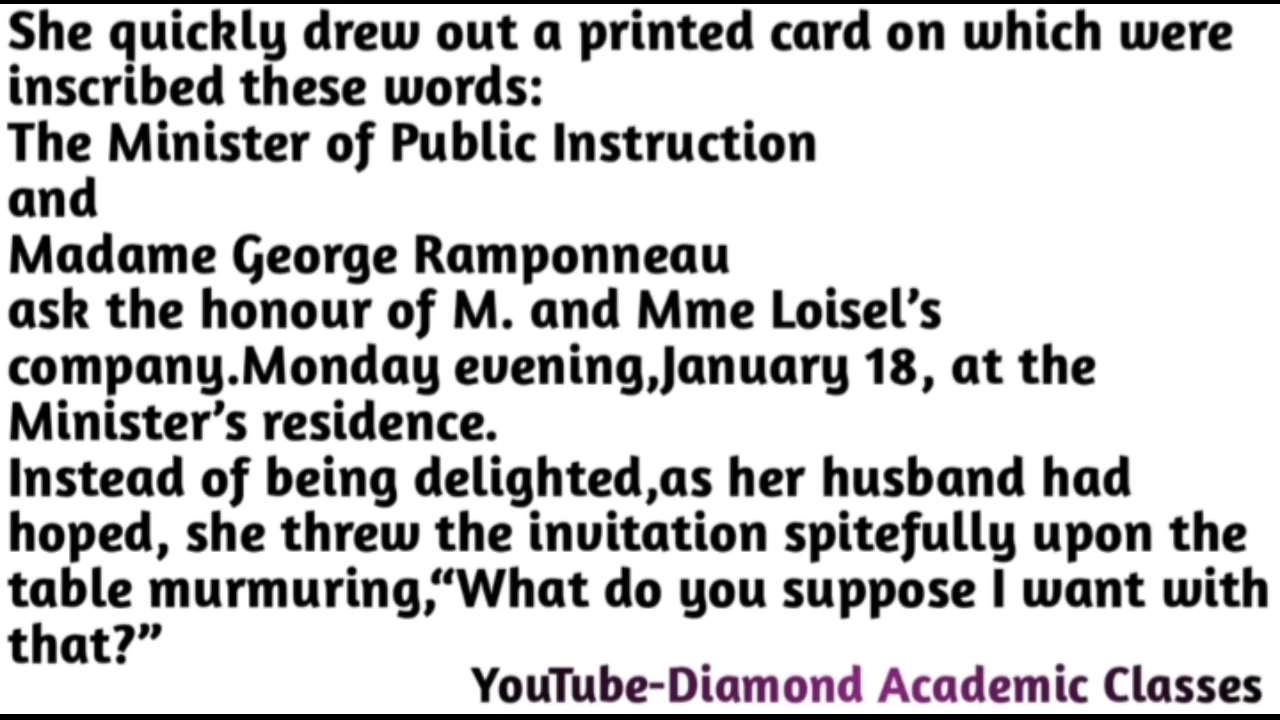 She quickly drew out a printed card on which were
inscribed these words:
The Minister of Public Instruction
and
Madame George Ramponneau
ask the honour of M. and Mme Loisel’s
company.Monday evening,January 18, at the
Minister’s residence.
Instead of being delighted,as her husband had
hoped, she threw the invitation spitefully upon the
table murmuring,“What do you suppose I want with
that?”
YouTube-Diamond Academic Classes